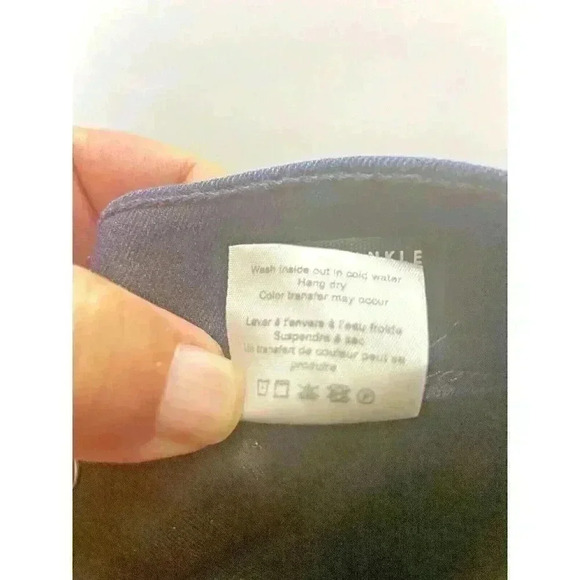 NKLE
Wash inside out in cold water
Hang dry
Color transfer may occur
Laver à l'envers à l'eau froide
Suspendre à sec
Un transfert de couleur peut se
produire